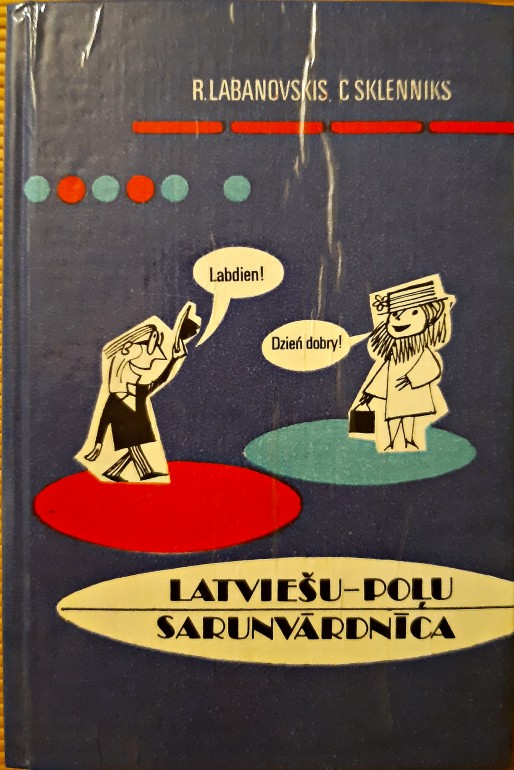 R. LABANOVSKIS, C SKLENNIKS
Labdien!
Dzień dobry!
LATVIEŠU-POĻU
SARUNVĀRDNĪCA